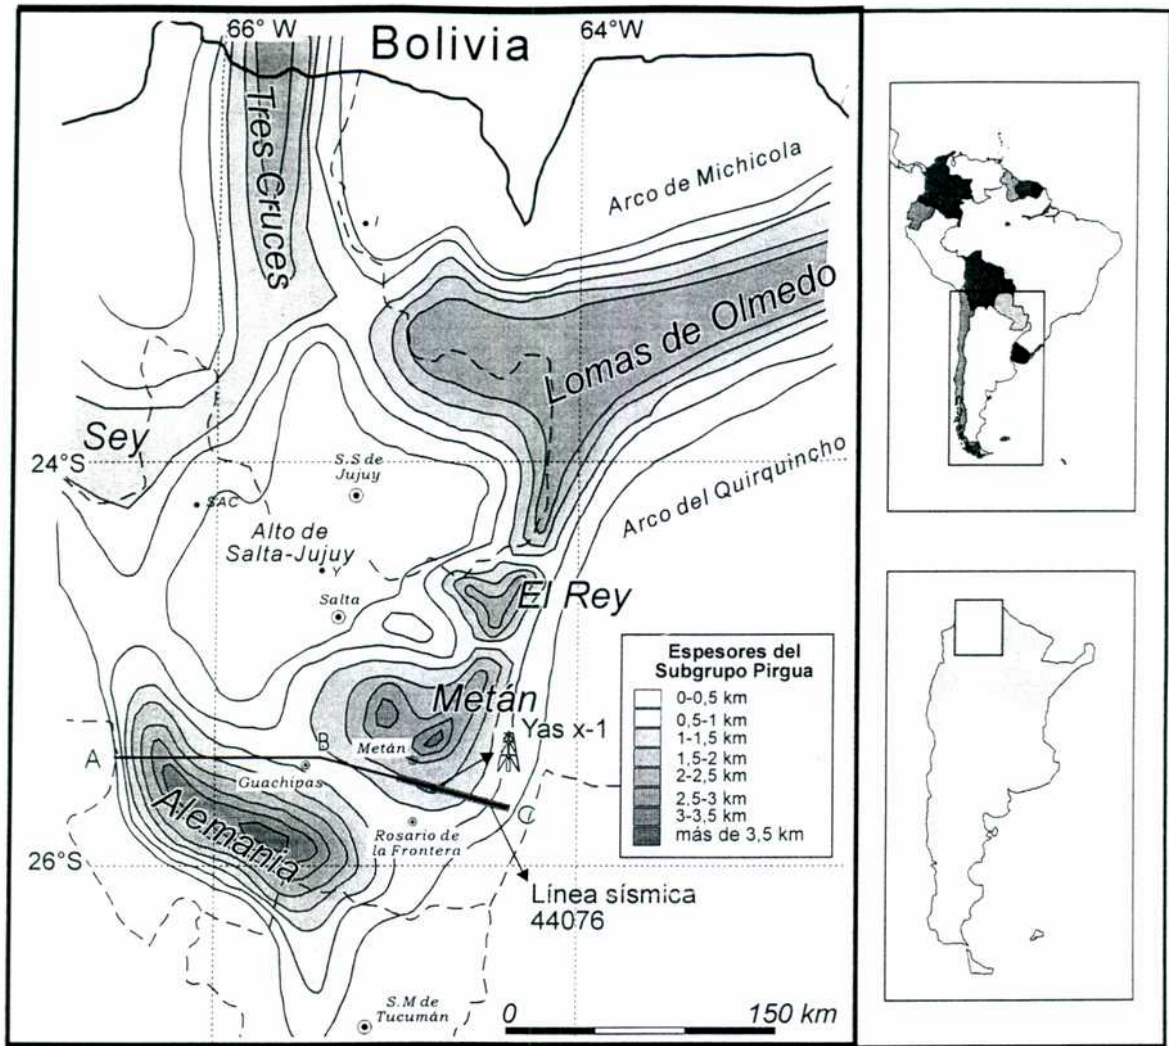 66° W
64°W
Bolivia
Tres Cruces
Arco de Michicola
Lomas de Olmedo
Sey
24°S
S.S de
Jujuy
SAC
Arco del Quirquincho
Alto de
Salta-Jujuy
Y
Salta
El Rey
Espesores del
Subgrupo Pirgua
0-0,5 km
0,5-1 km
1-1,5 km
1,5-2 km
2-2,5 km
2,5-3 km
3-3,5 km
más de 3,5 km
Metán
Yas x-1
A
B
Metán
Guachipas
C
Alemanía
Rosario de
la Frontera
26°S
Línea sísmica
44076
S.M de
Tucumán
0
150 km